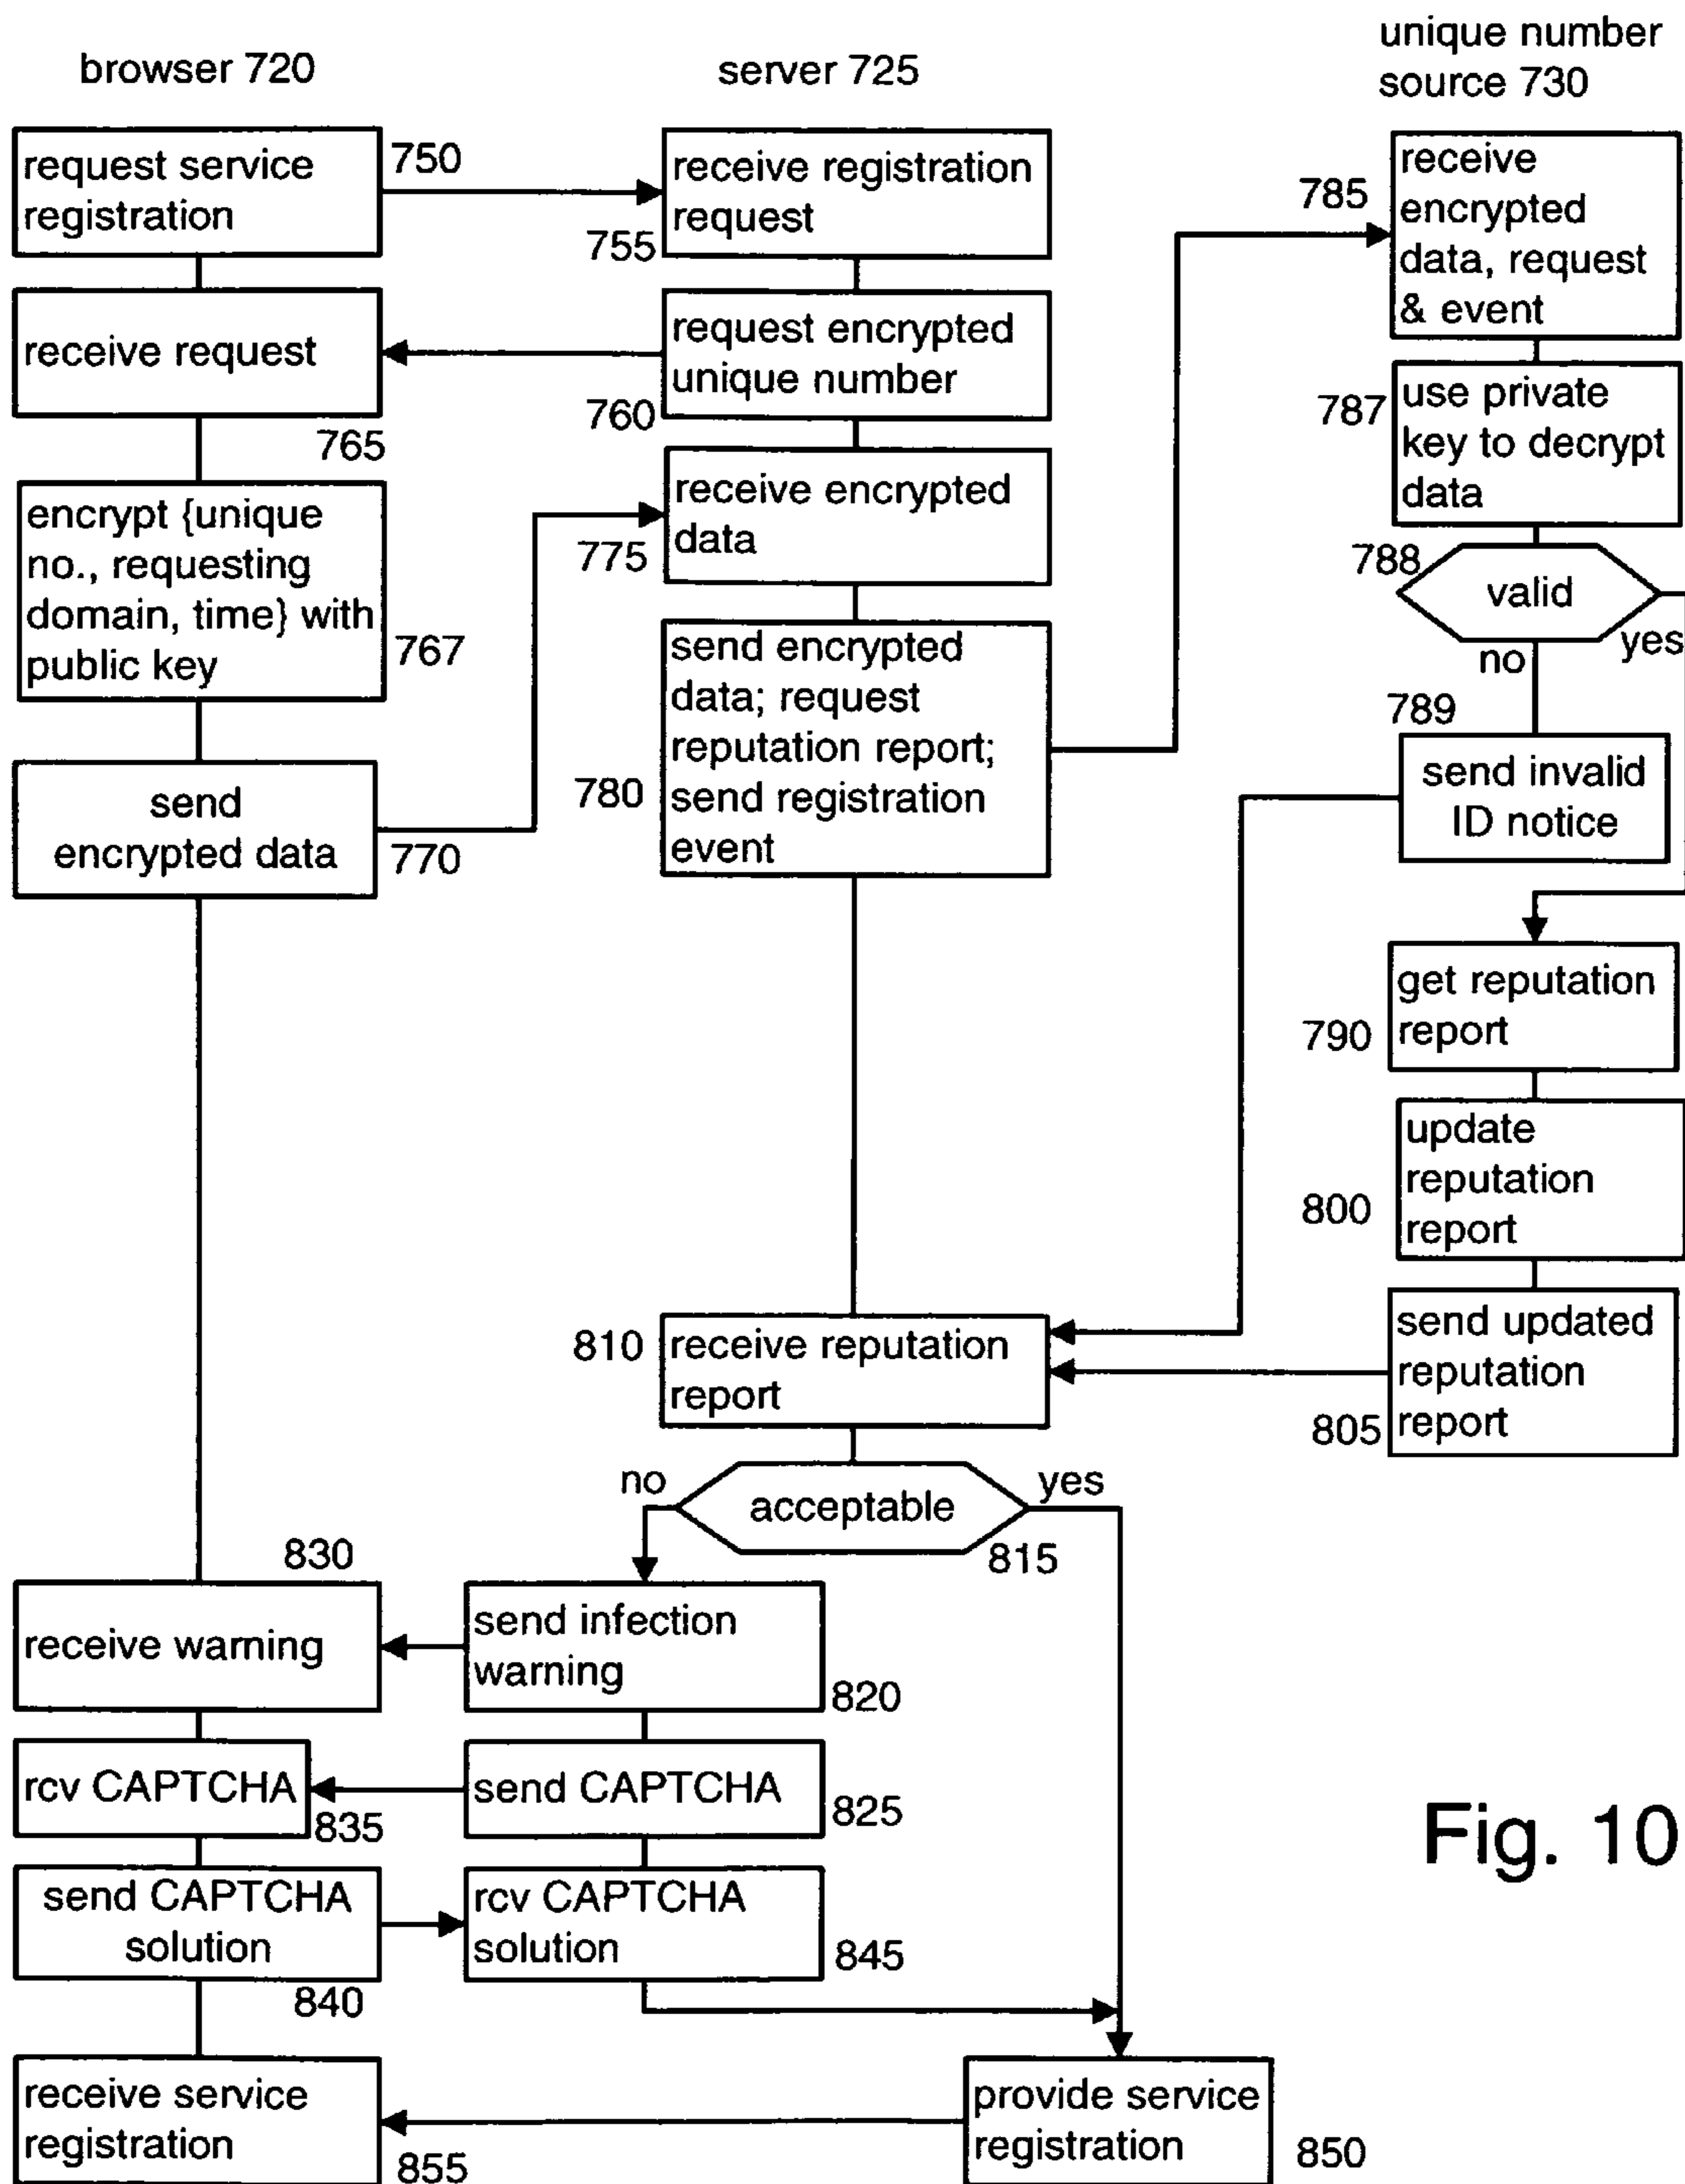 browser 720
server 725
unique number
source 730
request service
registration
750
receive registration
request
755
receive request
765
request encrypted
unique number
760
encrypt {unique
no., requesting
domain, time} with
public key
767
send
encrypted data
770
receive encrypted
data
775
send encrypted
data; request
reputation report;
send registration
event
780
785
receive
encrypted
data, request
& event
787
use private
key to decrypt
data
788
valid
yes
no
789
send invalid
ID notice
get reputation
report
790
update
reputation
report
800
send updated
reputation
report
805
810
receive reputation
report
no
acceptable
yes
815
830
receive warning
send infection
warning
820
rcv CAPTCHA
835
send CAPTCHA
825
send CAPTCHA
solution
840
rcv CAPTCHA
solution
845
receive service
registration
855
provide service
registration
850
Fig. 10